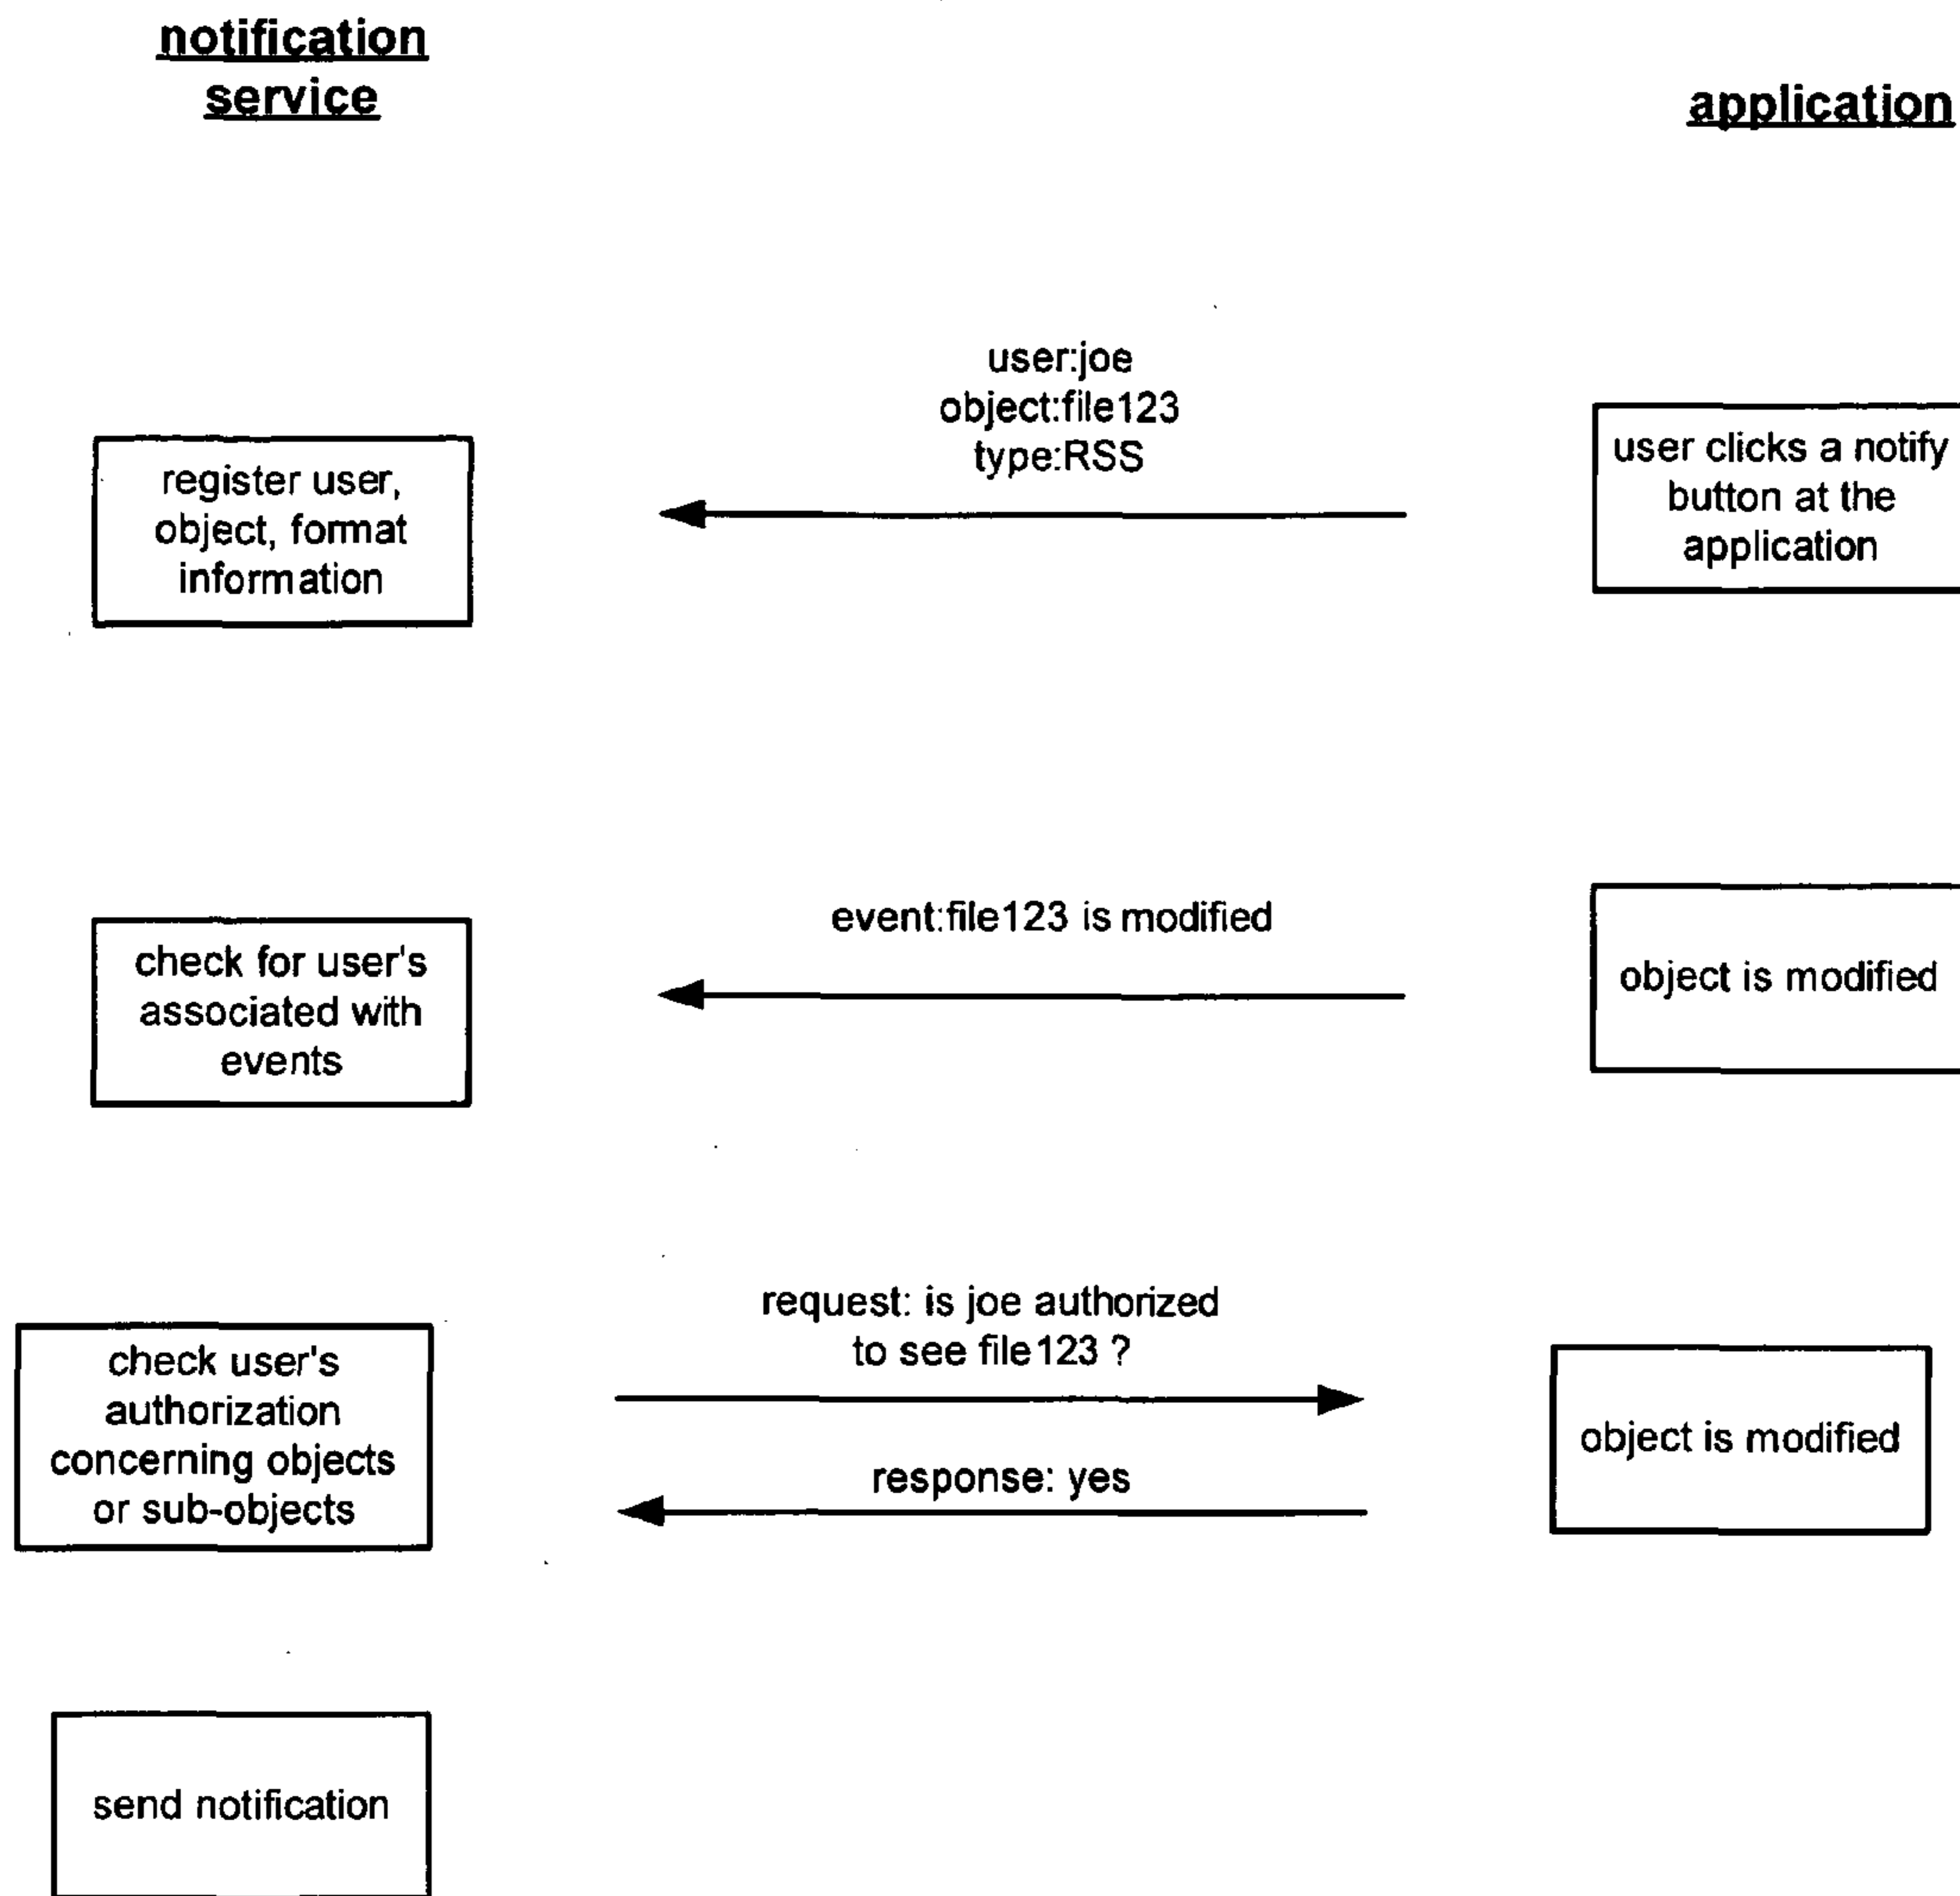 notification
service
application
user:joe
object:file123
type:RSS
register user,
object, format
information
user clicks a notify
button at the
application
event:file123 is modified
check for user's
associated with
events
object is modified
request: is joe authorized
to see file123 ?
check user's
authorization
concerning objects
or sub-objects
response: yes
object is modified
send notification